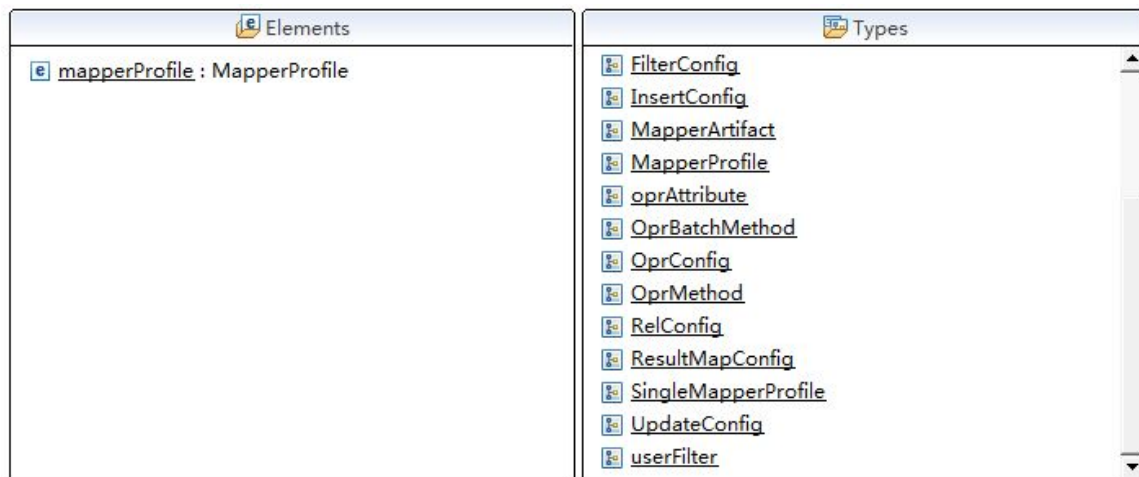 Elements
mapperProfile : MapperProfile
Types
FilterConfig
InsertConfig
MapperArtifact
MapperProfile
oprAttribute
OprBatchMethod
OprConfig
OprMethod
RelConfig
ResultMapConfig
SingleMapperProfile
UpdateConfig
userFilter